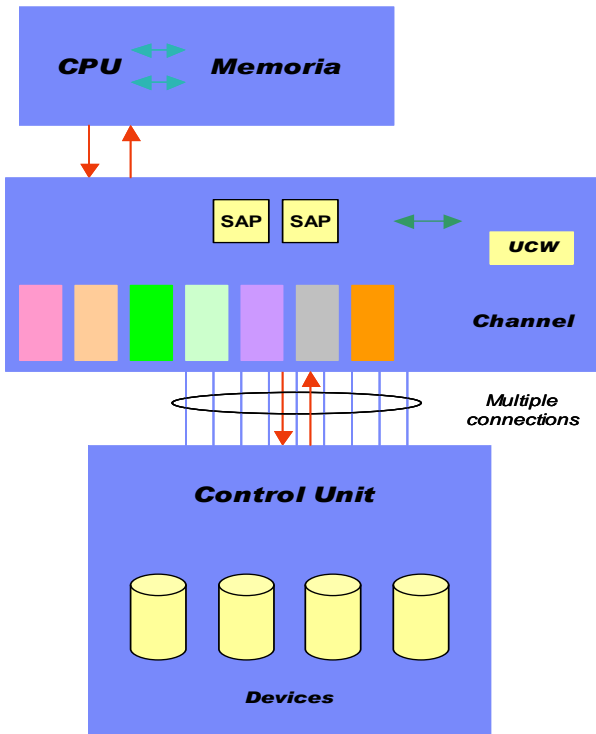 CPU Memoria
SAP SAP
UCW
Channel
Multiple
connections
Control Unit
Devices